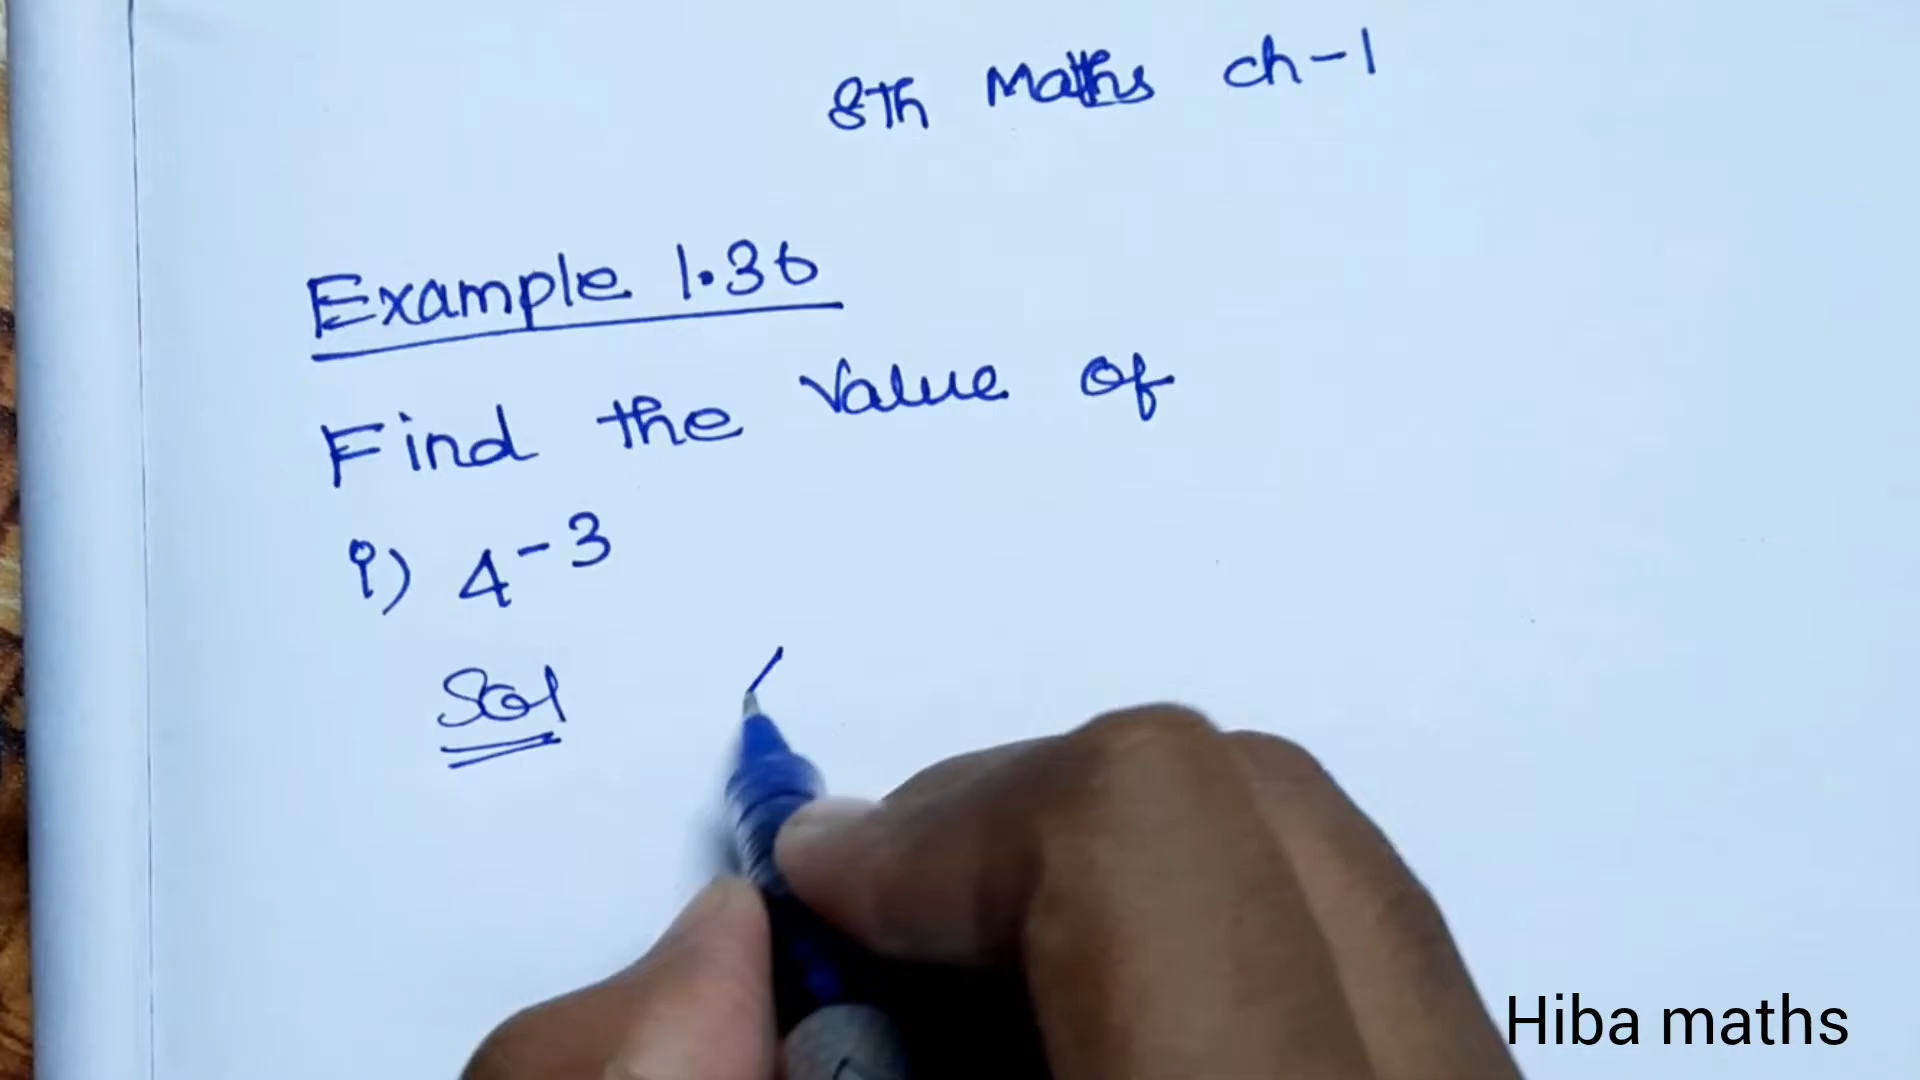 8Th Maths ch-1
Example 1.36
Find the Value of
i) 4⁻³
Sol
Hiba maths